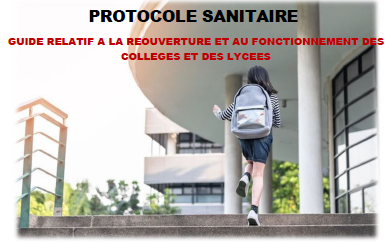 PROTOCOLE SANITAIRE
GUIDE RELATIF A LA REOUVERTURE ET AU FONCTIONNEMENT DES
COLLEGES ET DES LYCEES